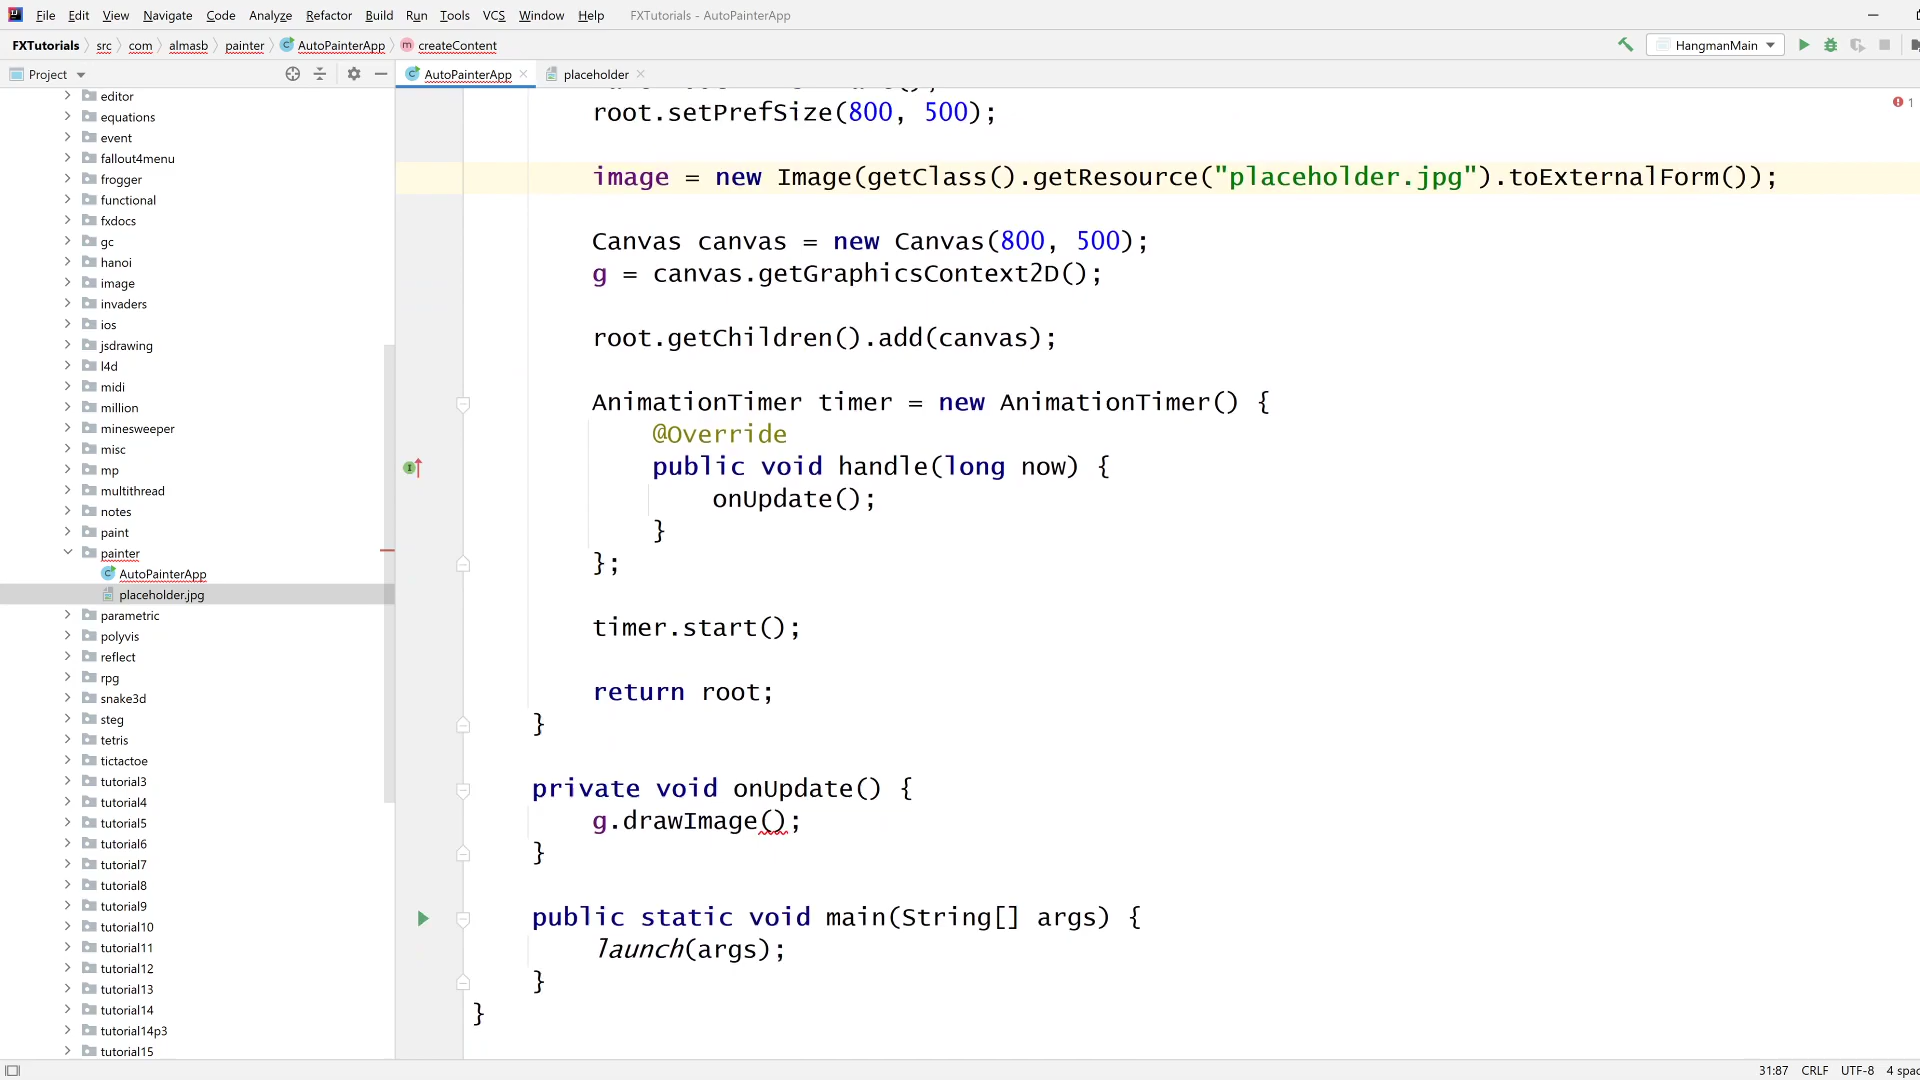 File Edit View Navigate Code Analyze Refactor Build Run Tools VCS Window Help FXTutorials - AutoPainterApp
FXTutorials src com almasb painter AutoPainterApp createContent HangmanMain
Project AutoPainterApp placeholder
editor
equations
event
fallout4menu
frogger
functional
fxdocs
gc
hanoi
image
invaders
ios
jsdrawing
l4d
midi
million
minesweeper
misc
mp
multithread
notes
paint
painter
AutoPainterApp
placeholder.jpg
parametric
polyvis
reflect
rpg
snake3d
steg
tetris
tictactoe
tutorial3
tutorial4
tutorial5
tutorial6
tutorial7
tutorial8
tutorial9
tutorial10
tutorial11
tutorial12
tutorial13
tutorial14
tutorial14p3
tutorial15
root.setPrefSize(800, 500);
image = new Image(getClass().getResource("placeholder.jpg").toExternalForm());
Canvas canvas = new Canvas(800, 500);
g = canvas.getGraphicsContext2D();
root.getChildren().add(canvas);
AnimationTimer timer = new AnimationTimer() {
@Override
public void handle(long now) {
onUpdate();
}
};
timer.start();
return root;
}
private void onUpdate() {
g.drawImage();
}
public static void main(String[] args) {
launch(args);
}
}
1
31:87 CRLF UTF-8 4 spac